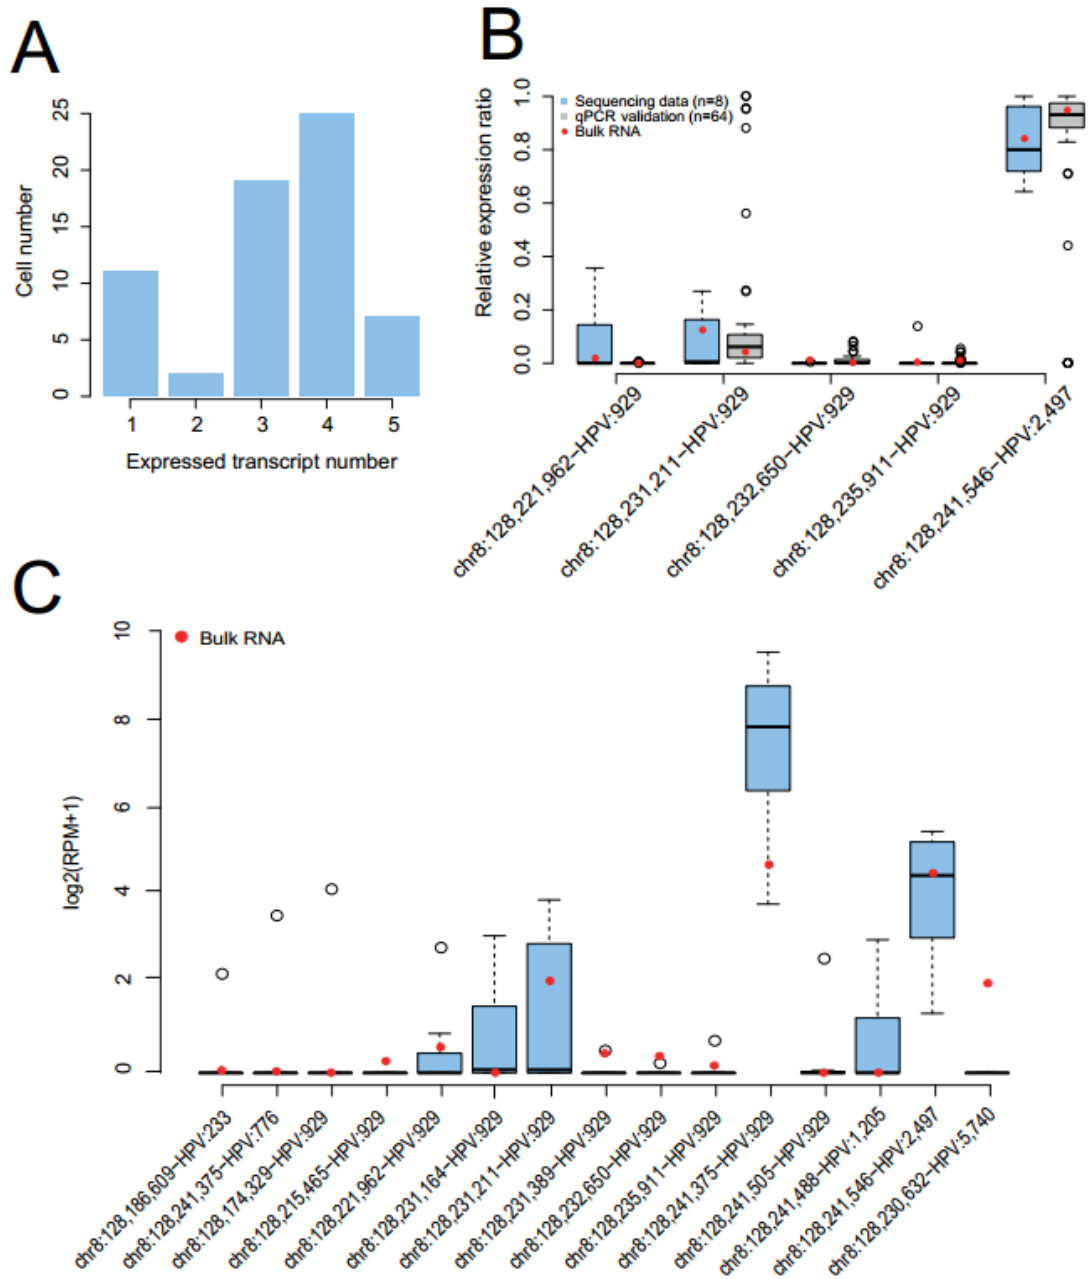 A
25
20
15
10
5
0
Cell number
1 2 3 4 5
Expressed transcript number
B
1.0
0.8
0.6
0.4
0.2
0.0
Relative expression ratio
Sequencing data (n=8)
qPCR validation (n=64)
Bulk RNA
chr8:128,221,962−HPV:929
chr8:128,231,211−HPV:929
chr8:128,232,650−HPV:929
chr8:128,235,911−HPV:929
chr8:128,241,546−HPV:2,497
C
10
8
6
4
2
0
log2(RPM+1)
Bulk RNA
chr8:128,186,609−HPV:233
chr8:128,241,375−HPV:776
chr8:128,174,329−HPV:929
chr8:128,215,465−HPV:929
chr8:128,221,962−HPV:929
chr8:128,231,164−HPV:929
chr8:128,231,211−HPV:929
chr8:128,231,389−HPV:929
chr8:128,232,650−HPV:929
chr8:128,235,911−HPV:929
chr8:128,241,375−HPV:929
chr8:128,241,505−HPV:929
chr8:128,241,488−HPV:1,205
chr8:128,241,546−HPV:2,497
chr8:128,230,632−HPV:5,740